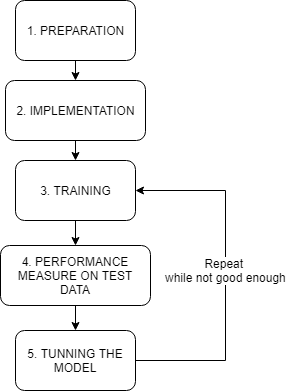 1. PREPARATION
2. IMPLEMENTATION
3. TRAINING
4. PERFORMANCE
MEASURE ON TEST
DATA
Repeat
while not good enough
5. TUNNING THE
MODEL